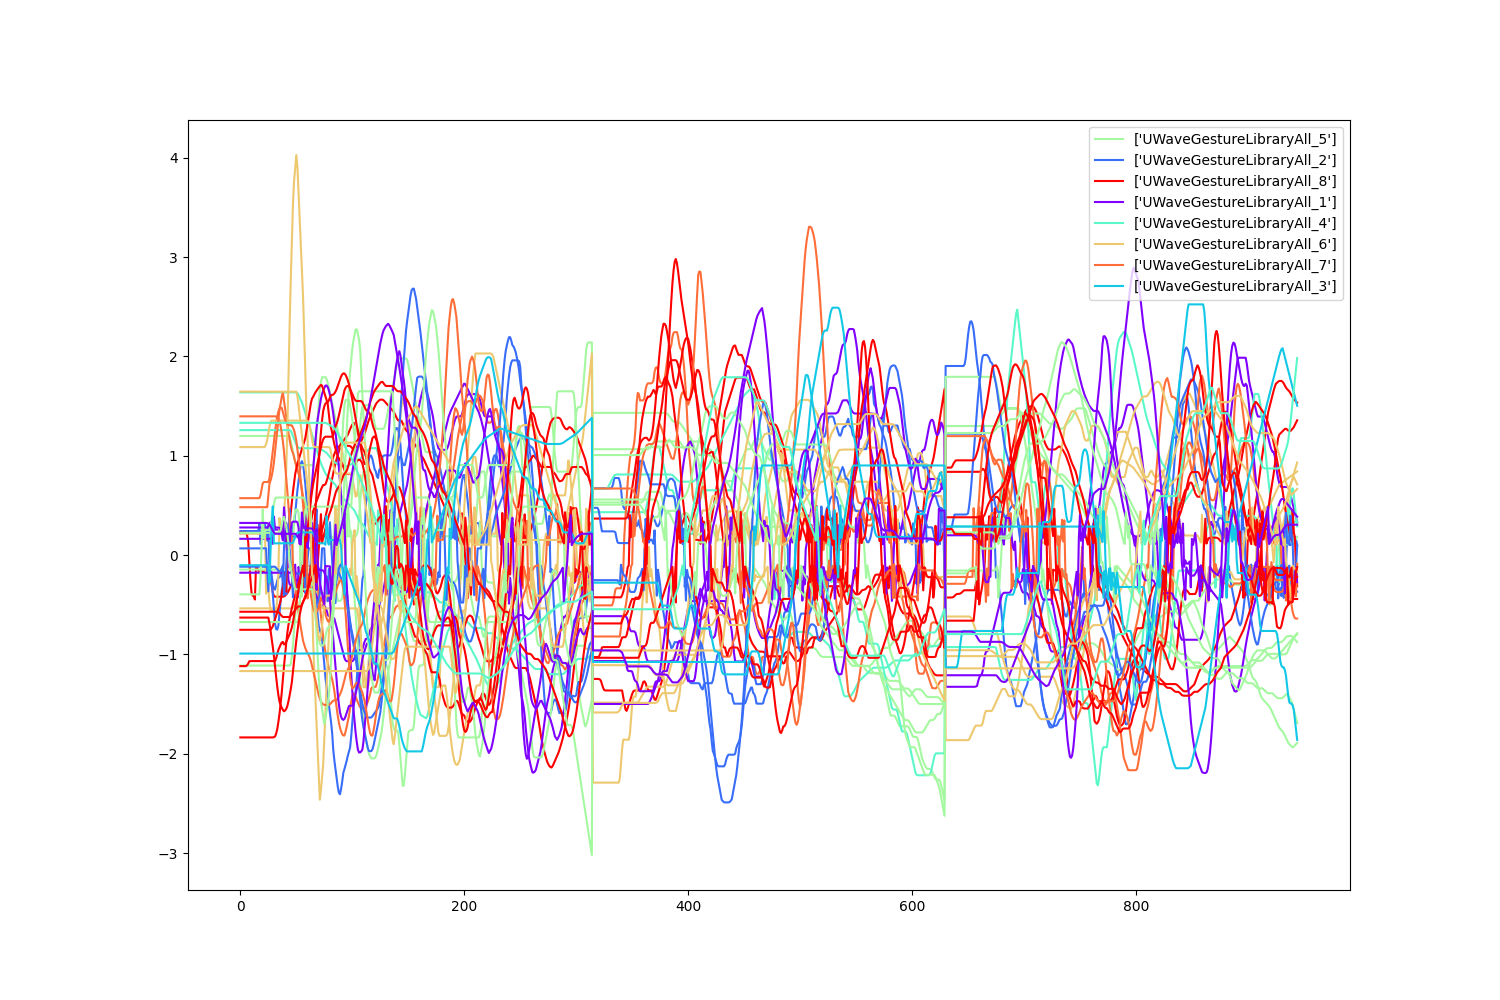 4
3
2
1
0
−1
−2
−3
0
200
400
600
800
['UWaveGestureLibraryAll_5']
['UWaveGestureLibraryAll_2']
['UWaveGestureLibraryAll_8']
['UWaveGestureLibraryAll_1']
['UWaveGestureLibraryAll_4']
['UWaveGestureLibraryAll_6']
['UWaveGestureLibraryAll_7']
['UWaveGestureLibraryAll_3']